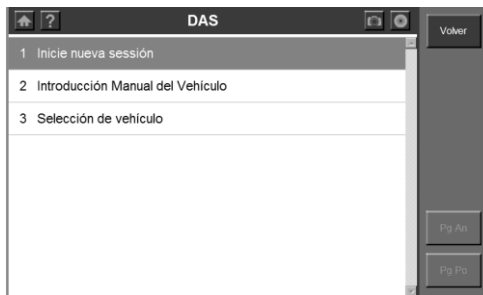 ?
DAS
Volver
1 Inicie nueva sessión
2 Introducción Manual del Vehículo
3 Selección de vehículo
Pg An
Pg Po